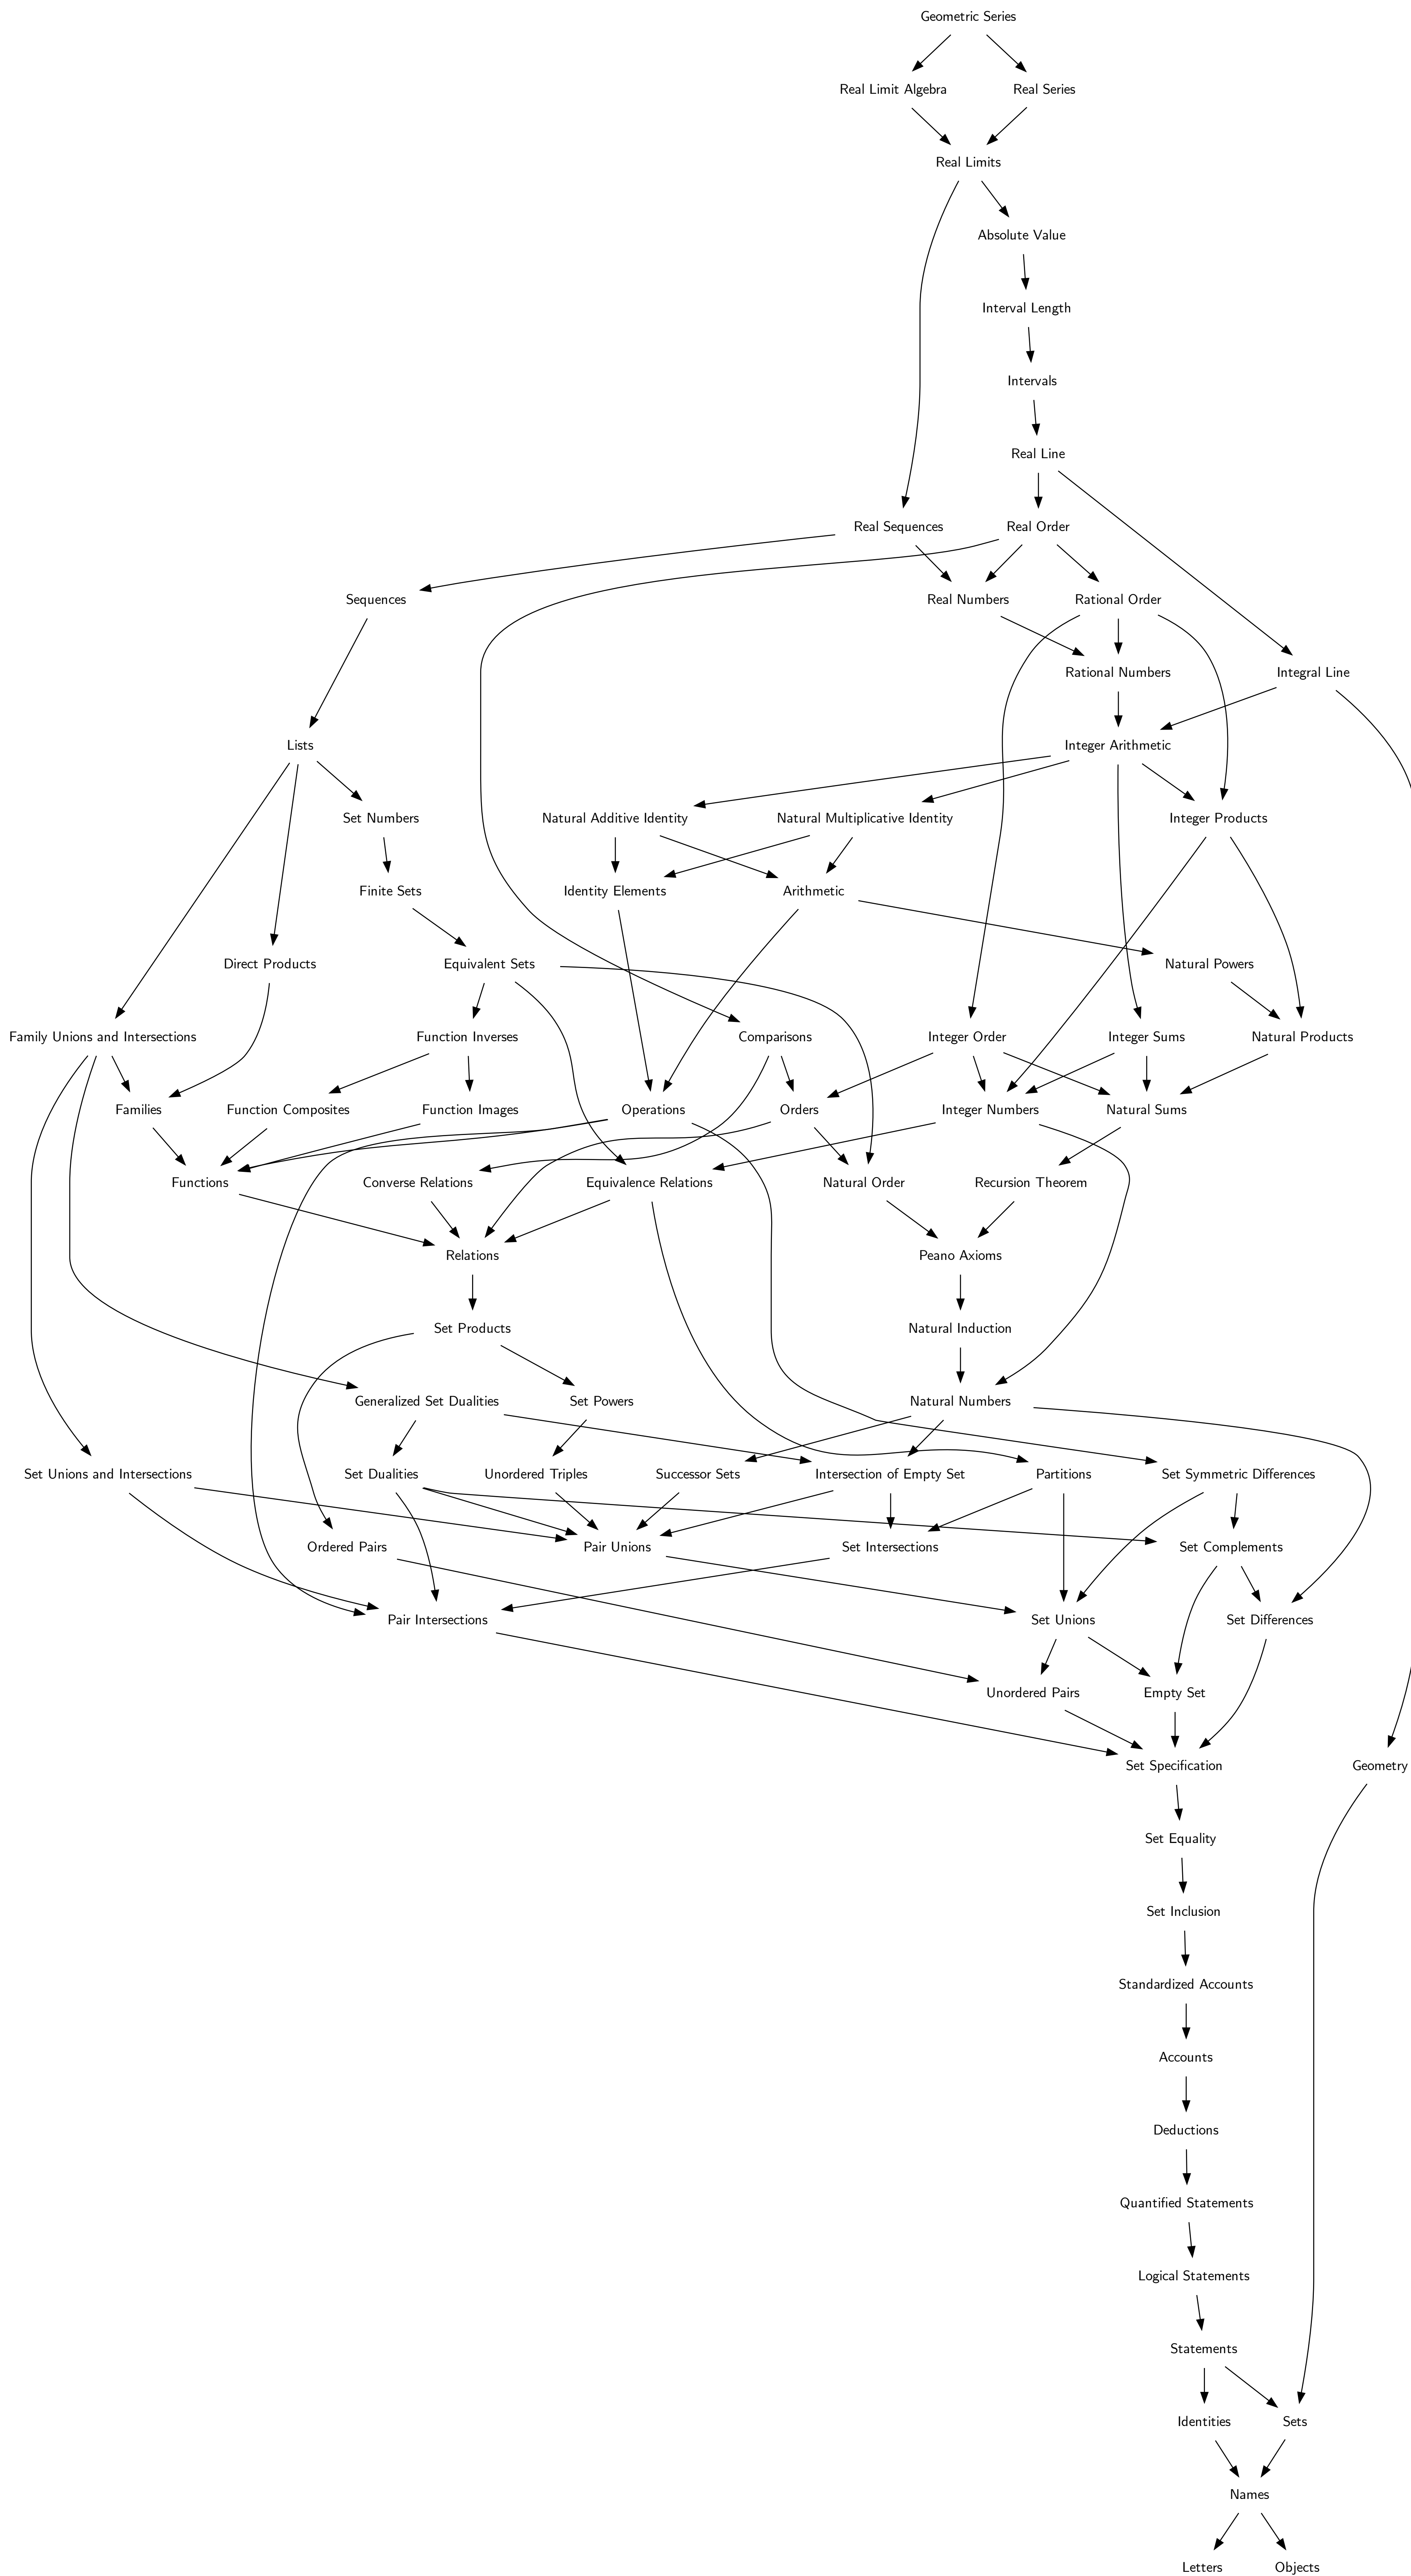 Geometric Series
Real Limit Algebra
Real Series
Real Limits
Absolute Value
Interval Length
Intervals
Real Line
Real Sequences
Real Order
Sequences
Real Numbers
Rational Order
Rational Numbers
Integral Line
Lists
Integer Arithmetic
Set Numbers
Natural Additive Identity
Natural Multiplicative Identity
Integer Products
Finite Sets
Identity Elements
Arithmetic
Direct Products
Equivalent Sets
Natural Powers
Family Unions and Intersections
Function Inverses
Comparisons
Integer Order
Integer Sums
Natural Products
Families
Function Composites
Function Images
Operations
Orders
Integer Numbers
Natural Sums
Functions
Converse Relations
Equivalence Relations
Natural Order
Recursion Theorem
Relations
Peano Axioms
Set Products
Natural Induction
Generalized Set Dualities
Set Powers
Natural Numbers
Set Unions and Intersections
Set Dualities
Unordered Triples
Successor Sets
Intersection of Empty Set
Partitions
Set Symmetric Differences
Ordered Pairs
Pair Unions
Set Intersections
Set Complements
Pair Intersections
Set Unions
Set Differences
Unordered Pairs
Empty Set
Set Specification
Geometry
Set Equality
Set Inclusion
Standardized Accounts
Accounts
Deductions
Quantified Statements
Logical Statements
Statements
Identities
Sets
Names
Letters
Objects